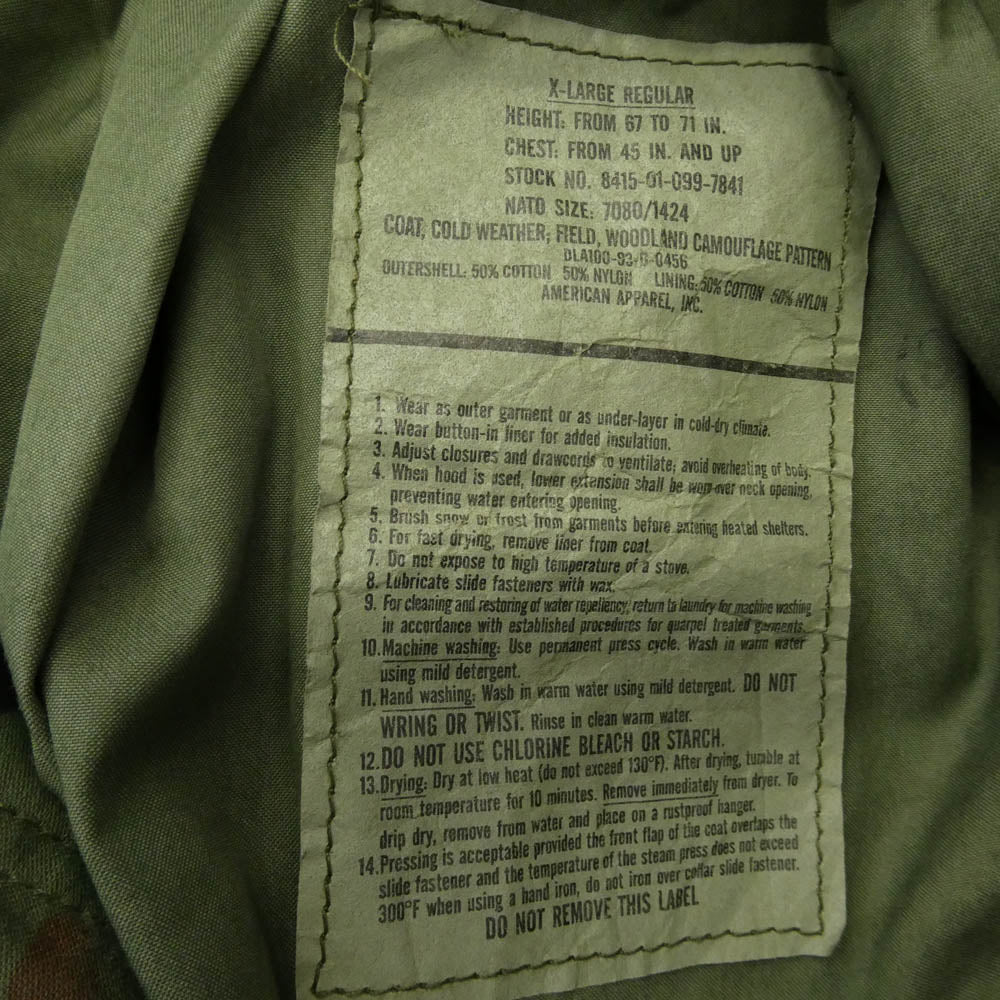 X-LARGE REGULAR
HEIGHT: FROM 67 TO 71 IN.
CHEST: FROM 45 IN. AND UP
STOCK NO. 8415-01-099-7841
NATO SIZE: 7080/1424
COAT, COLD WEATHER; FIELD, WOODLAND CAMOUFLAGE PATTERN
DLA100-93-D-0456
OUTERSHELL: 50% COTTON 50% NYLON LINING: 50% COTTON 50% NYLON
AMERICAN APPAREL, INC.
1. Wear as outer garment or as under-layer in cold-dry climate.
2. Wear button-in liner for added insulation.
3. Adjust closures and drawcords to ventilate; avoid overheating of body.
4. When hood is used, lower extension shall be worn over neck opening,
preventing water entering opening.
5. Brush snow or frost from garments before entering heated shelters.
6. For fast drying, remove liner from coat.
7. Do not expose to high temperature of a stove.
8. Lubricate slide fasteners with wax.
9. For cleaning and restoring of water repellency, return to laundry for machine washing
in accordance with established procedures for quarpel treated garments.
10. Machine washing: Use permanent press cycle. Wash in warm water
using mild detergent.
11. Hand washing: Wash in warm water using mild detergent. DO NOT
WRING OR TWIST. Rinse in clean warm water.
12. DO NOT USE CHLORINE BLEACH OR STARCH.
13. Drying: Dry at low heat (do not exceed 130°F). After drying, tumble at
room temperature for 10 minutes. Remove immediately from dryer. To
drip dry, remove from water and place on a rustproof hanger.
14. Pressing is acceptable provided the front flap of the coat overlaps the
slide fastener and the temperature of the steam press does not exceed
300°F when using a hand iron, do not iron over collar slide fastener.
DO NOT REMOVE THIS LABEL